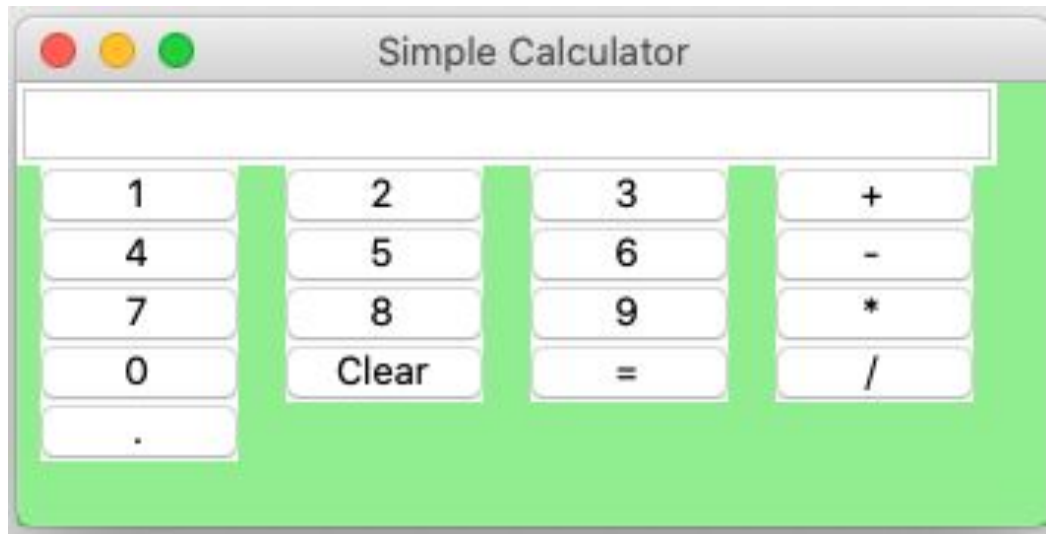 Simple Calculator
1 2 3 +
4 5 6 -
7 8 9 *
0 Clear = /
.